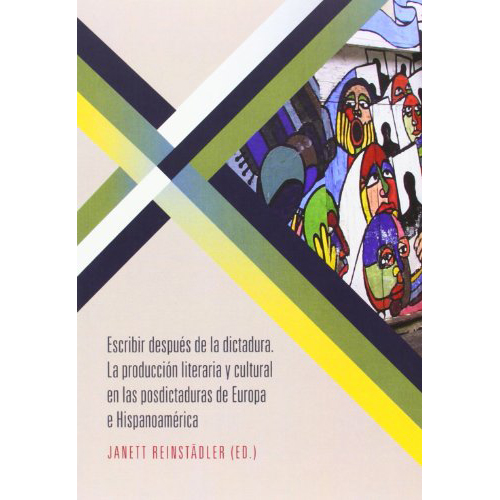 Escribir después de la dictadura.
La producción literaria y cultural
en las posdictaduras de Europa
e Hispanoamérica
JANETT REINSTÄDLER (ED.)